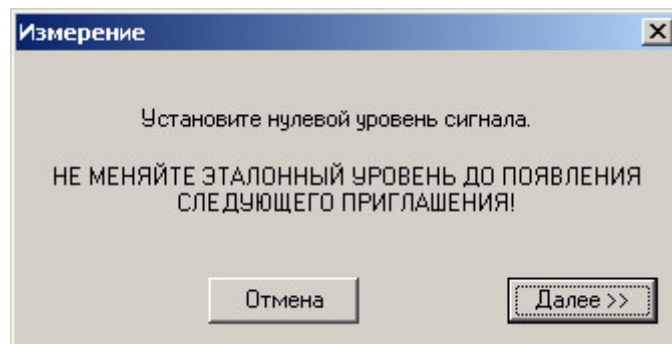 Измерение
Установите нулевой уровень сигнала.
НЕ МЕНЯЙТЕ ЭТАЛОННЫЙ УРОВЕНЬ ДО ПОЯВЛЕНИЯ
СЛЕДУЮЩЕГО ПРИГЛАШЕНИЯ!
Отмена
Далее >>